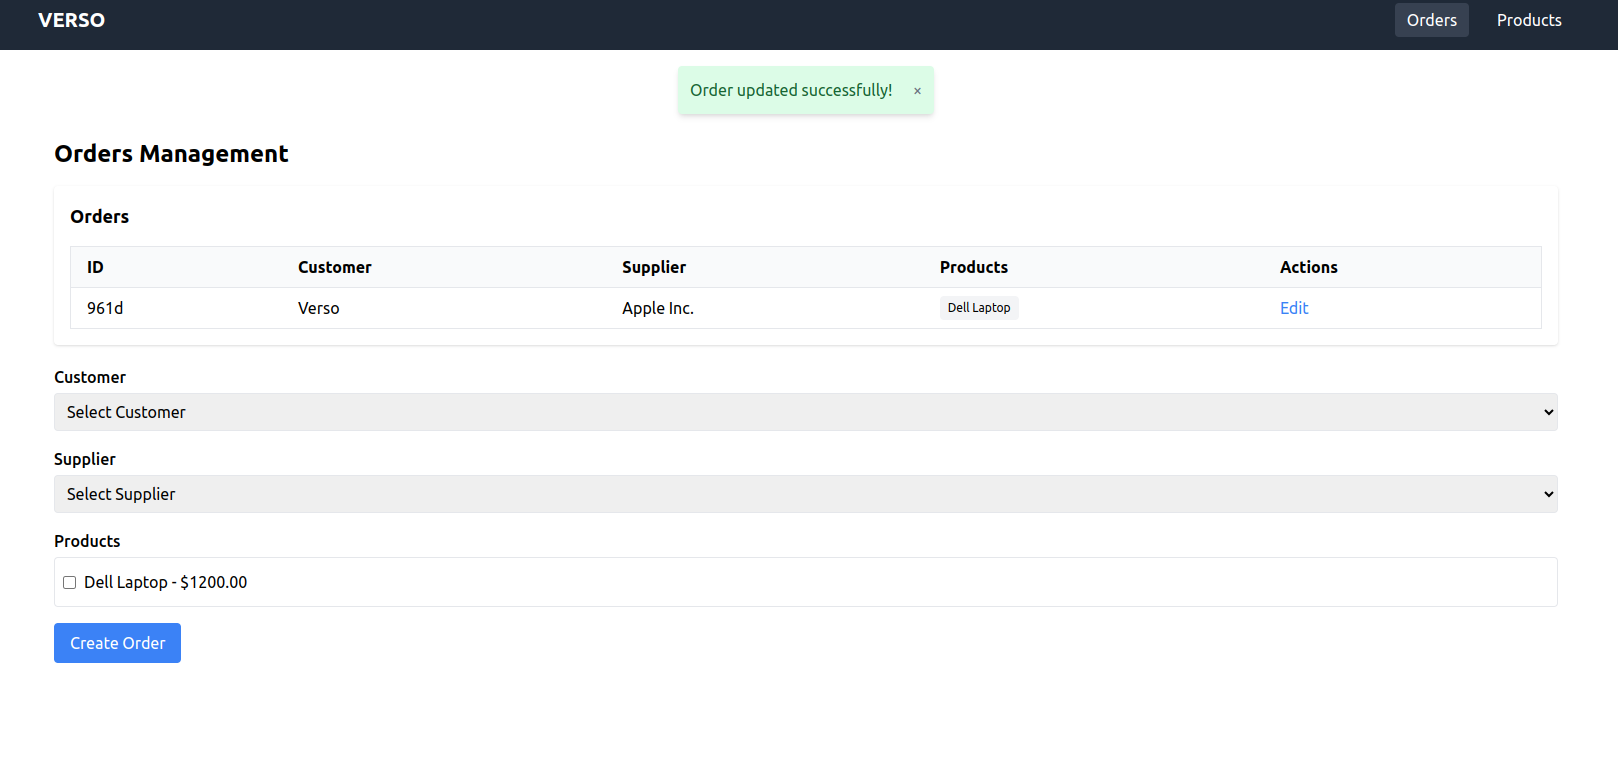 VERSO Orders Products
Order updated successfully! ×
Orders Management
Orders
ID Customer Supplier Products Actions
961d Verso Apple Inc. Dell Laptop Edit
Customer
Select Customer
Supplier
Select Supplier
Products
Dell Laptop - $1200.00
Create Order